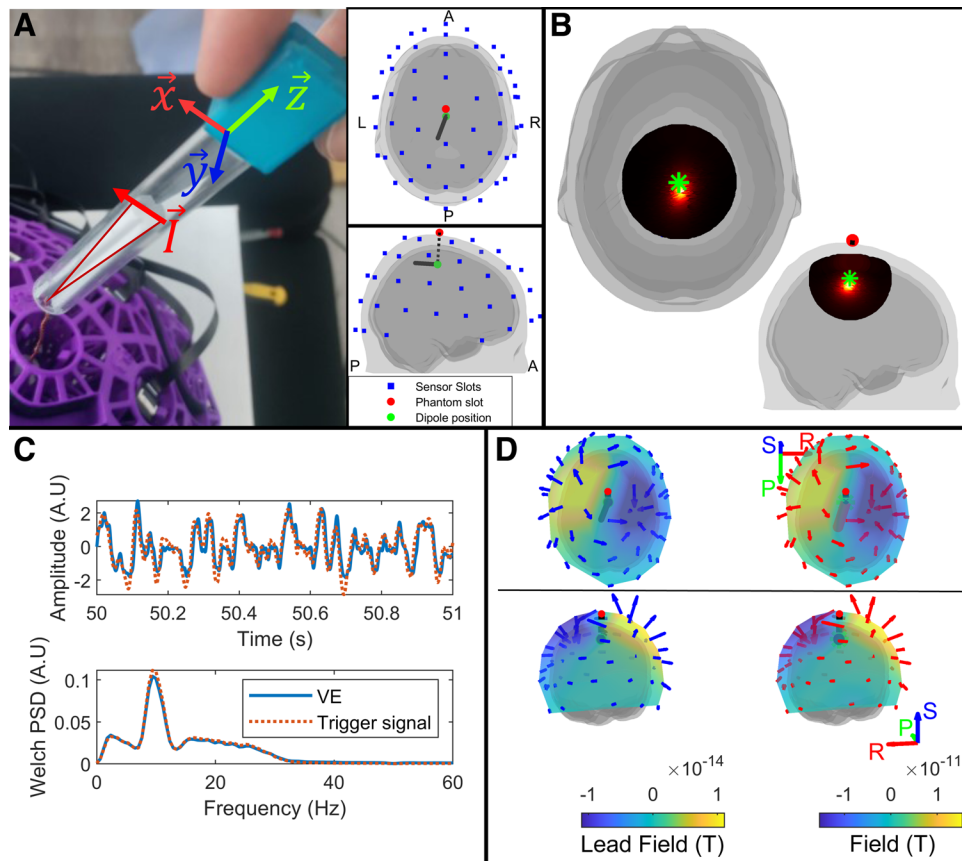 A
x
z
y
I
A
L
R
P
P
A
Sensor Slots
Phantom slot
Dipole position
B
C
Amplitude (A.U)
2
0
-2
50
50.2
50.4
50.6
50.8
51
Time (s)
Welch PSD (A.U)
0.1
0.05
0
VE
Trigger signal
0
20
40
60
Frequency (Hz)
D
S
R
P
S
P
R
×10⁻¹⁴
-1 0 1
Lead Field (T)
×10⁻¹¹
-1 0 1
Field (T)